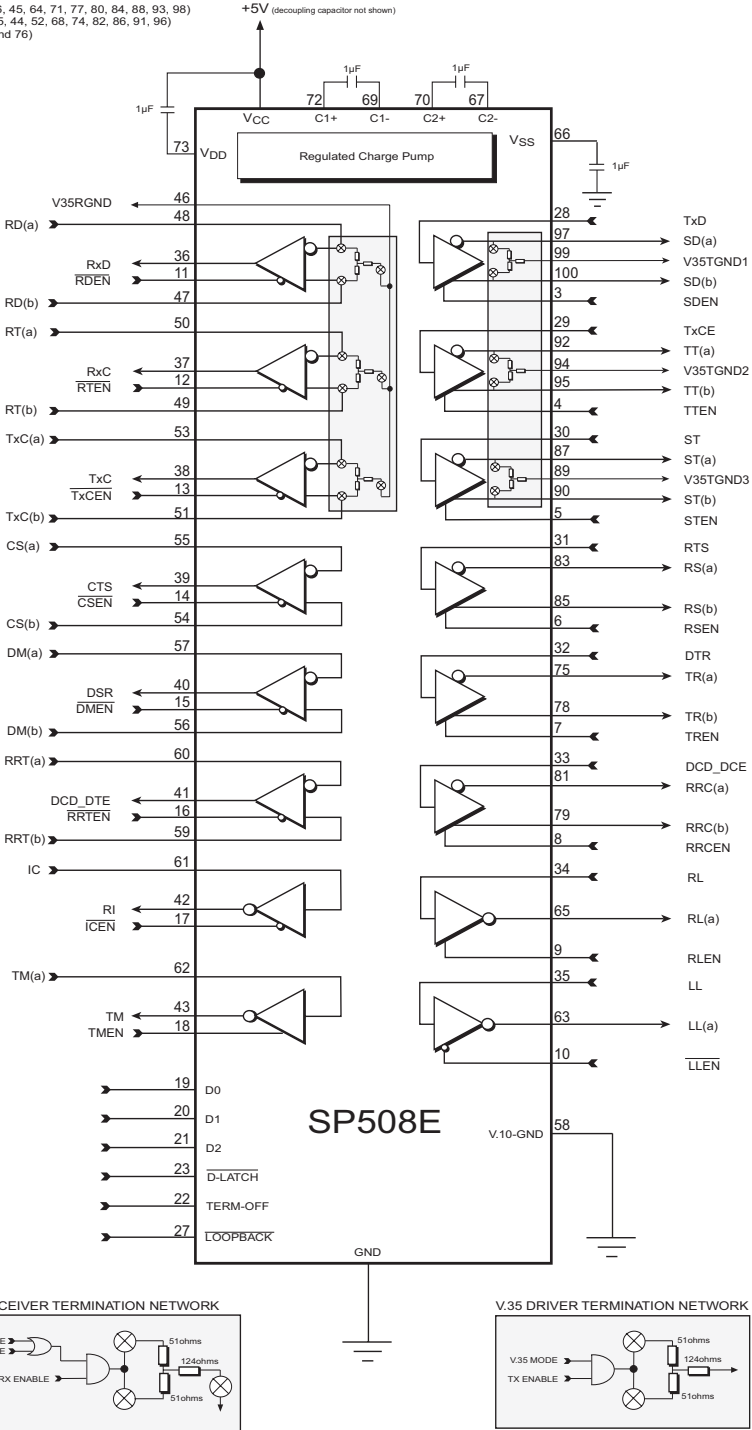 , 45, 64, 71, 77, 80, 84, 88, 93, 98)
, 44, 52, 68, 74, 82, 86, 91, 96)
nd 76)
+5V (decoupling capacitor not shown)
1µF
1µF
1µF
72
69
70
67
VCC
C1+
C1-
C2+
C2-
73
VDD
VSS
66
1µF
Regulated Charge Pump
V35RGND
46
RD(a)
48
RxD
36
RDEN
11
RD(b)
47
RT(a)
50
RxC
37
RTEN
12
RT(b)
49
TxC(a)
53
TxC
38
TxCEN
13
TxC(b)
51
CS(a)
55
CTS
39
CSEN
14
CS(b)
54
DM(a)
57
DSR
40
DMEN
15
DM(b)
56
RRT(a)
60
DCD_DTE
41
RRTEN
16
RRT(b)
59
IC
61
RI
42
ICEN
17
TM(a)
62
TM
43
TMEN
18
19
D0
20
D1
21
D2
23
D-LATCH
22
TERM-OFF
27
LOOPBACK
28
TxD
97
SD(a)
99
V35TGND1
100
SD(b)
3
SDEN
29
TxCE
92
TT(a)
94
V35TGND2
95
TT(b)
4
TTEN
30
ST
87
ST(a)
89
V35TGND3
90
ST(b)
5
STEN
31
RTS
83
RS(a)
85
RS(b)
6
RSEN
32
DTR
75
TR(a)
78
TR(b)
7
TREN
33
DCD_DCE
81
RRC(a)
79
RRC(b)
8
RRCEN
34
RL
65
RL(a)
9
RLEN
35
LL
63
LL(a)
10
LLEN
SP508E
V.10-GND
58
GND
CEIVER TERMINATION NETWORK
E
E
RX ENABLE
51ohms
124ohms
51ohms
V.35 DRIVER TERMINATION NETWORK
V.35 MODE
TX ENABLE
51ohms
124ohms
51ohms